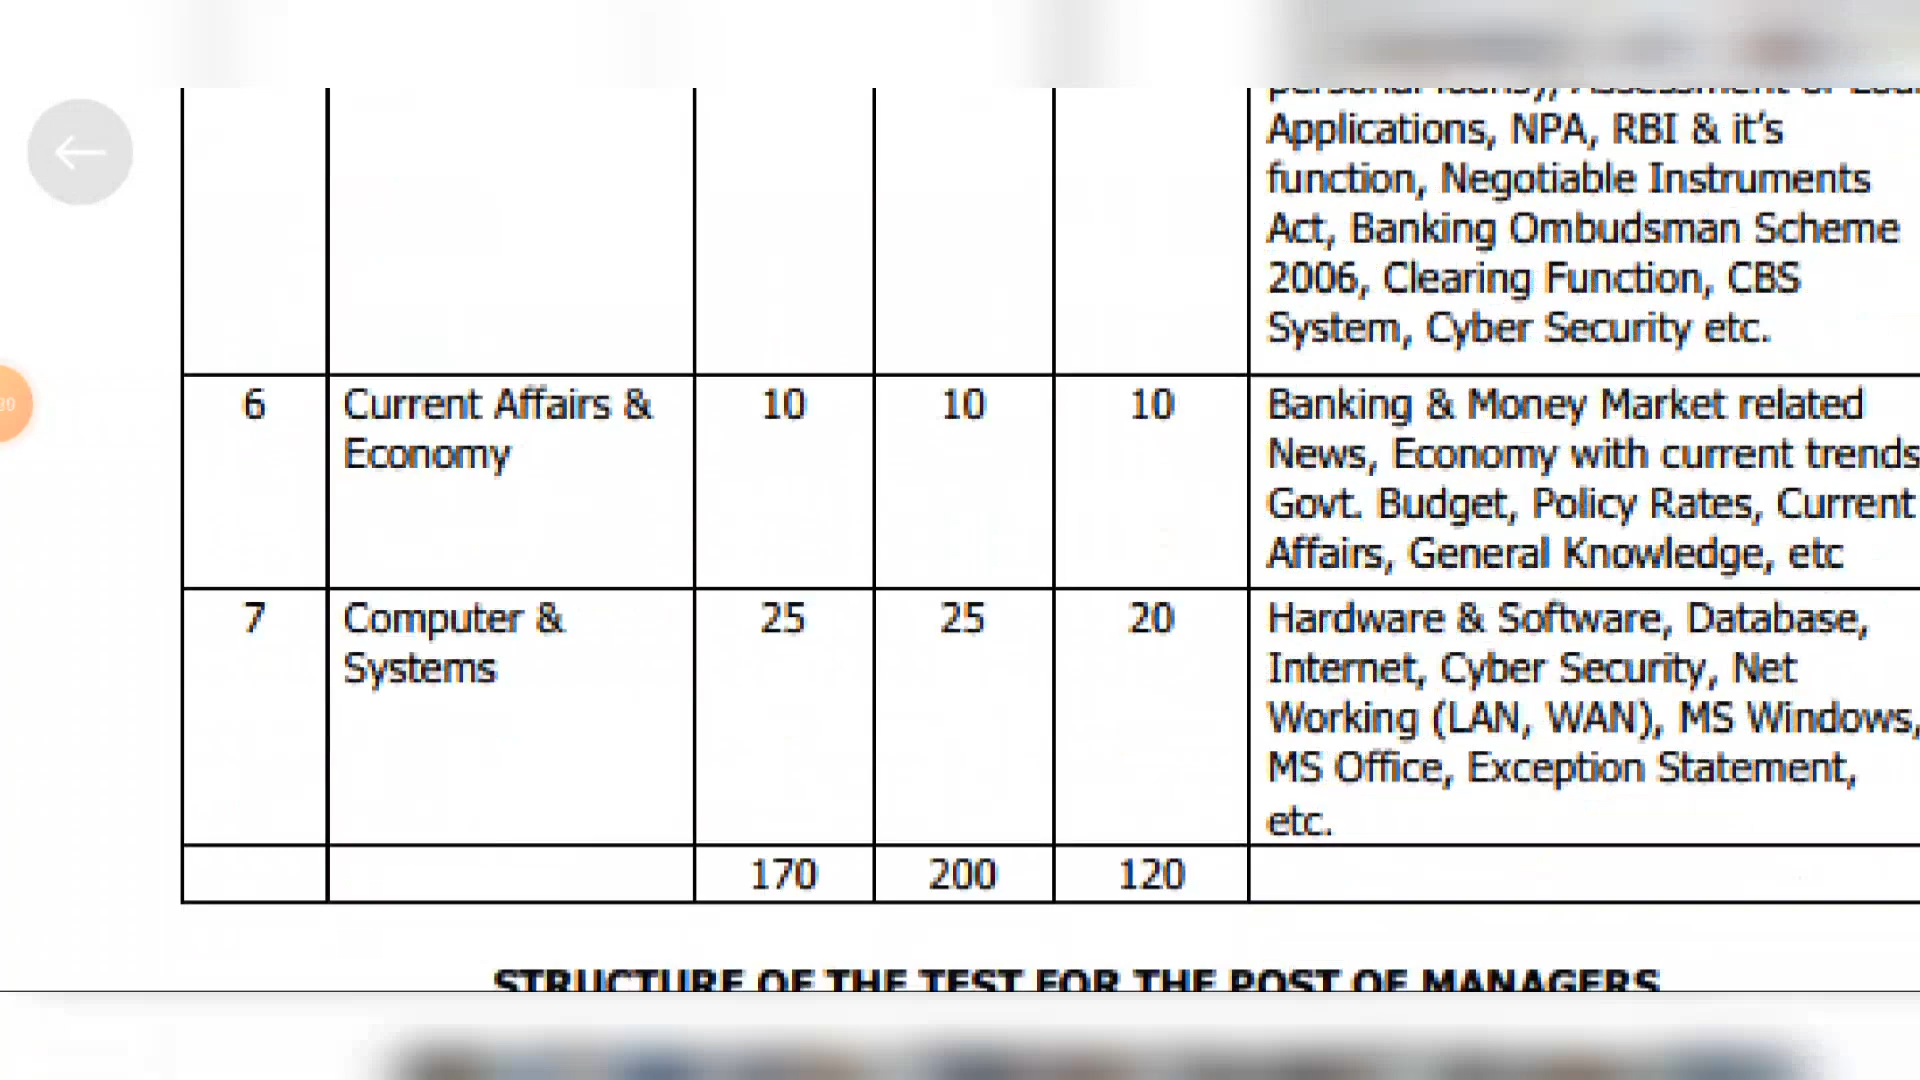 Applications, NPA, RBI & it's
function, Negotiable Instruments
Act, Banking Ombudsman Scheme
2006, Clearing Function, CBS
System, Cyber Security etc.
6 Current Affairs & 10 10 10 Banking & Money Market related
Economy News, Economy with current trends
Govt. Budget, Policy Rates, Current
Affairs, General Knowledge, etc
7 Computer & 25 25 20 Hardware & Software, Database,
Systems Internet, Cyber Security, Net
Working (LAN, WAN), MS Windows,
MS Office, Exception Statement,
etc.
170 200 120
STRUCTURE OF THE TEST FOR THE POST OF MANAGERS